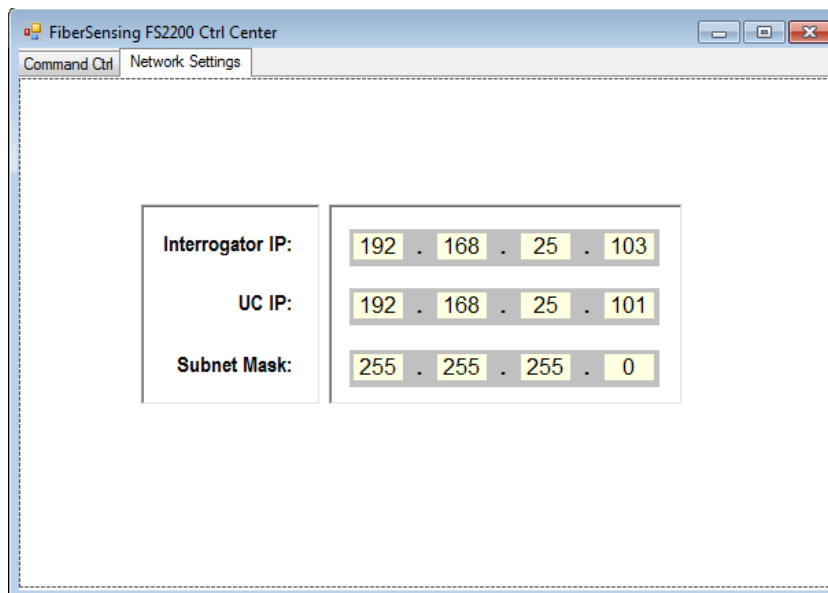 FiberSensing FS2200 Ctrl Center
Command Ctrl Network Settings
Interrogator IP: 192 . 168 . 25 . 103
UC IP: 192 . 168 . 25 . 101
Subnet Mask: 255 . 255 . 255 . 0